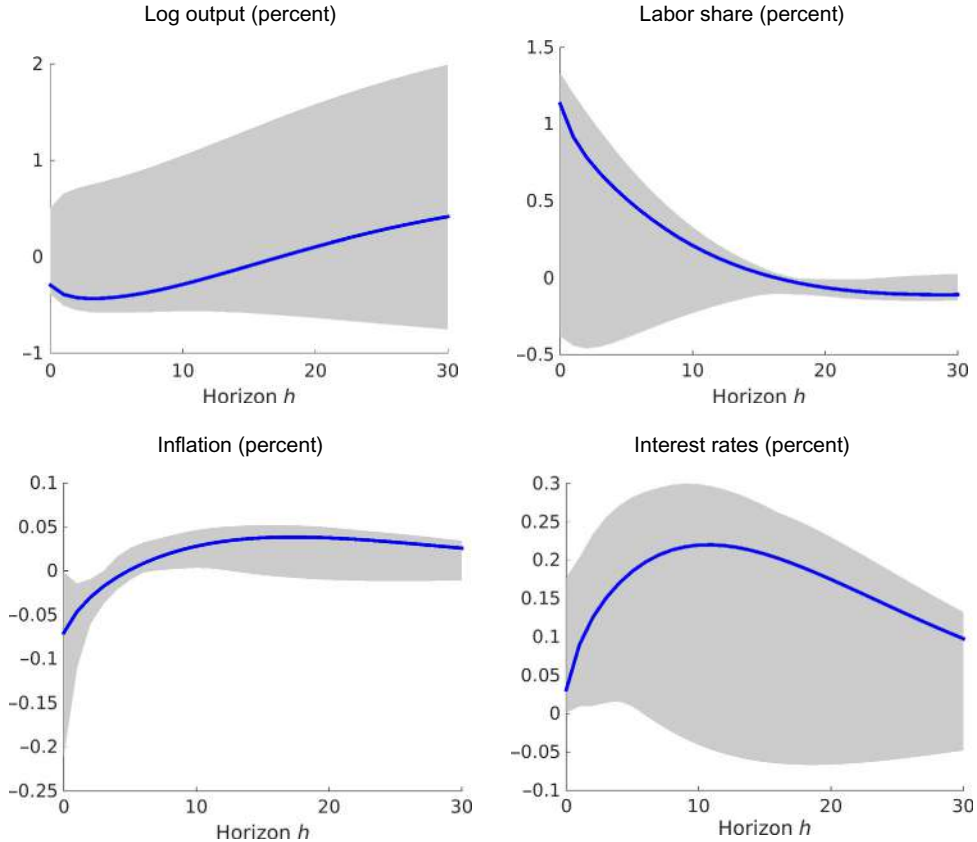 Log output (percent)
2
1
0
−1
0 10 20 30
Horizon h
Labor share (percent)
1.5
1
0.5
0
−0.5
0 10 20 30
Horizon h
Inflation (percent)
0.1
0.05
0
−0.05
−0.1
−0.15
−0.2
−0.25
0 10 20 30
Horizon h
Interest rates (percent)
0.3
0.25
0.2
0.15
0.1
0.05
0
−0.05
−0.1
0 10 20 30
Horizon h